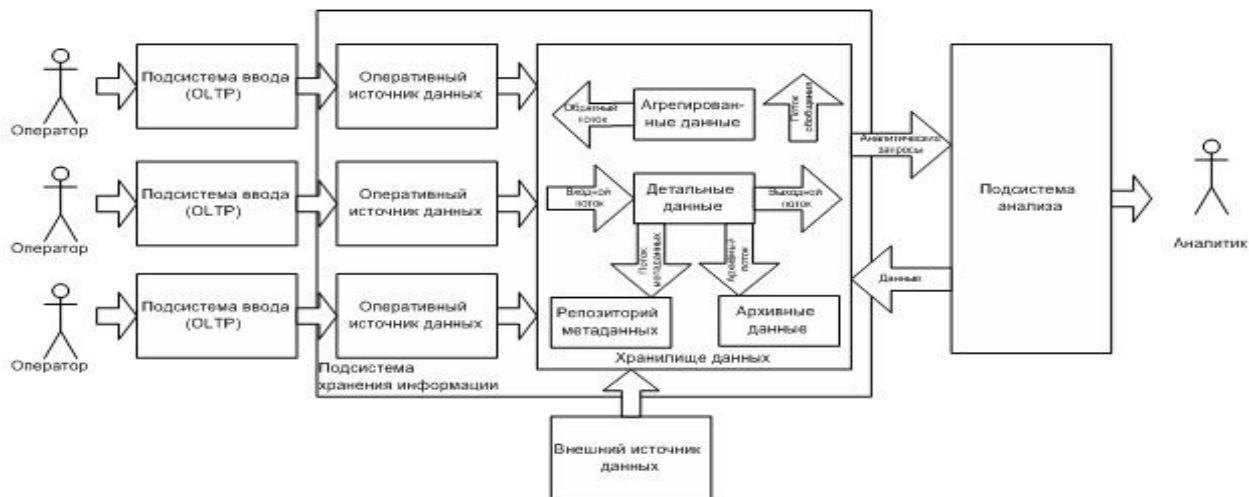 Оператор
Подсистема ввода
(OLTP)
Оперативный
источник данных
Обратный
поток
Агрегирован-
ные данные
Поток
обобщения
Аналитические
запросы
Оператор
Подсистема ввода
(OLTP)
Оперативный
источник данных
Входной
поток
Детальные
данные
Выходной
поток
Подсистема
анализа
Аналитик
Поток
метаданных
Архивный
поток
Данные
Оператор
Подсистема ввода
(OLTP)
Оперативный
источник данных
Репозиторий
метаданных
Архивные
данные
Хранилище данных
Подсистема
хранения информации
Внешний источник
данных